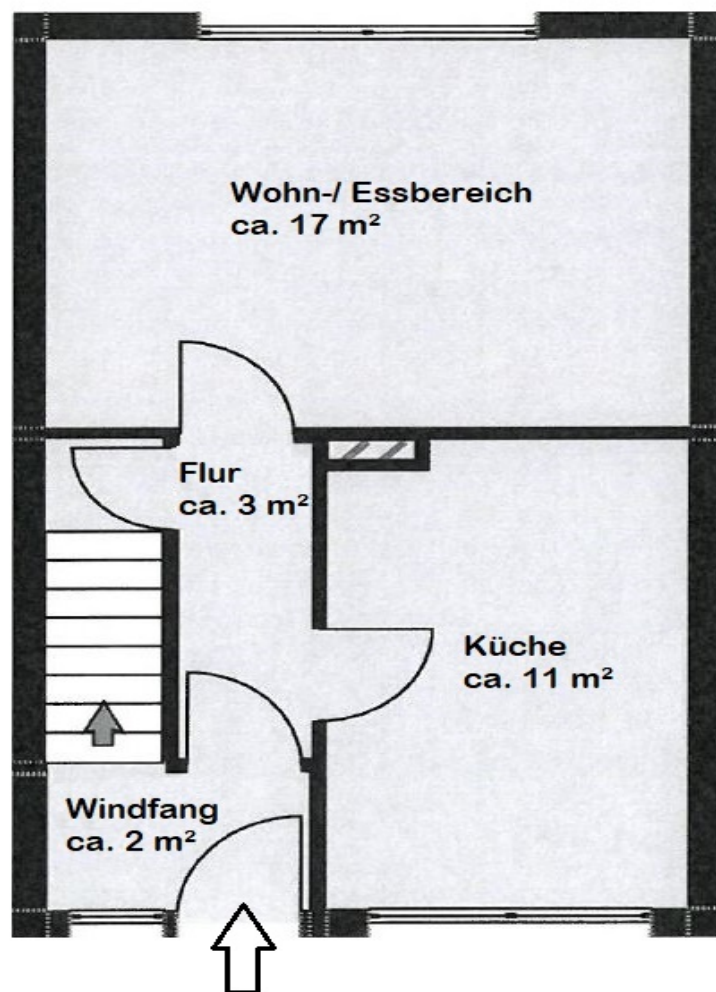 Wohn-/ Essbereich
ca. 17 m²
Flur
ca. 3 m²
Küche
ca. 11 m²
Windfang
ca. 2 m²